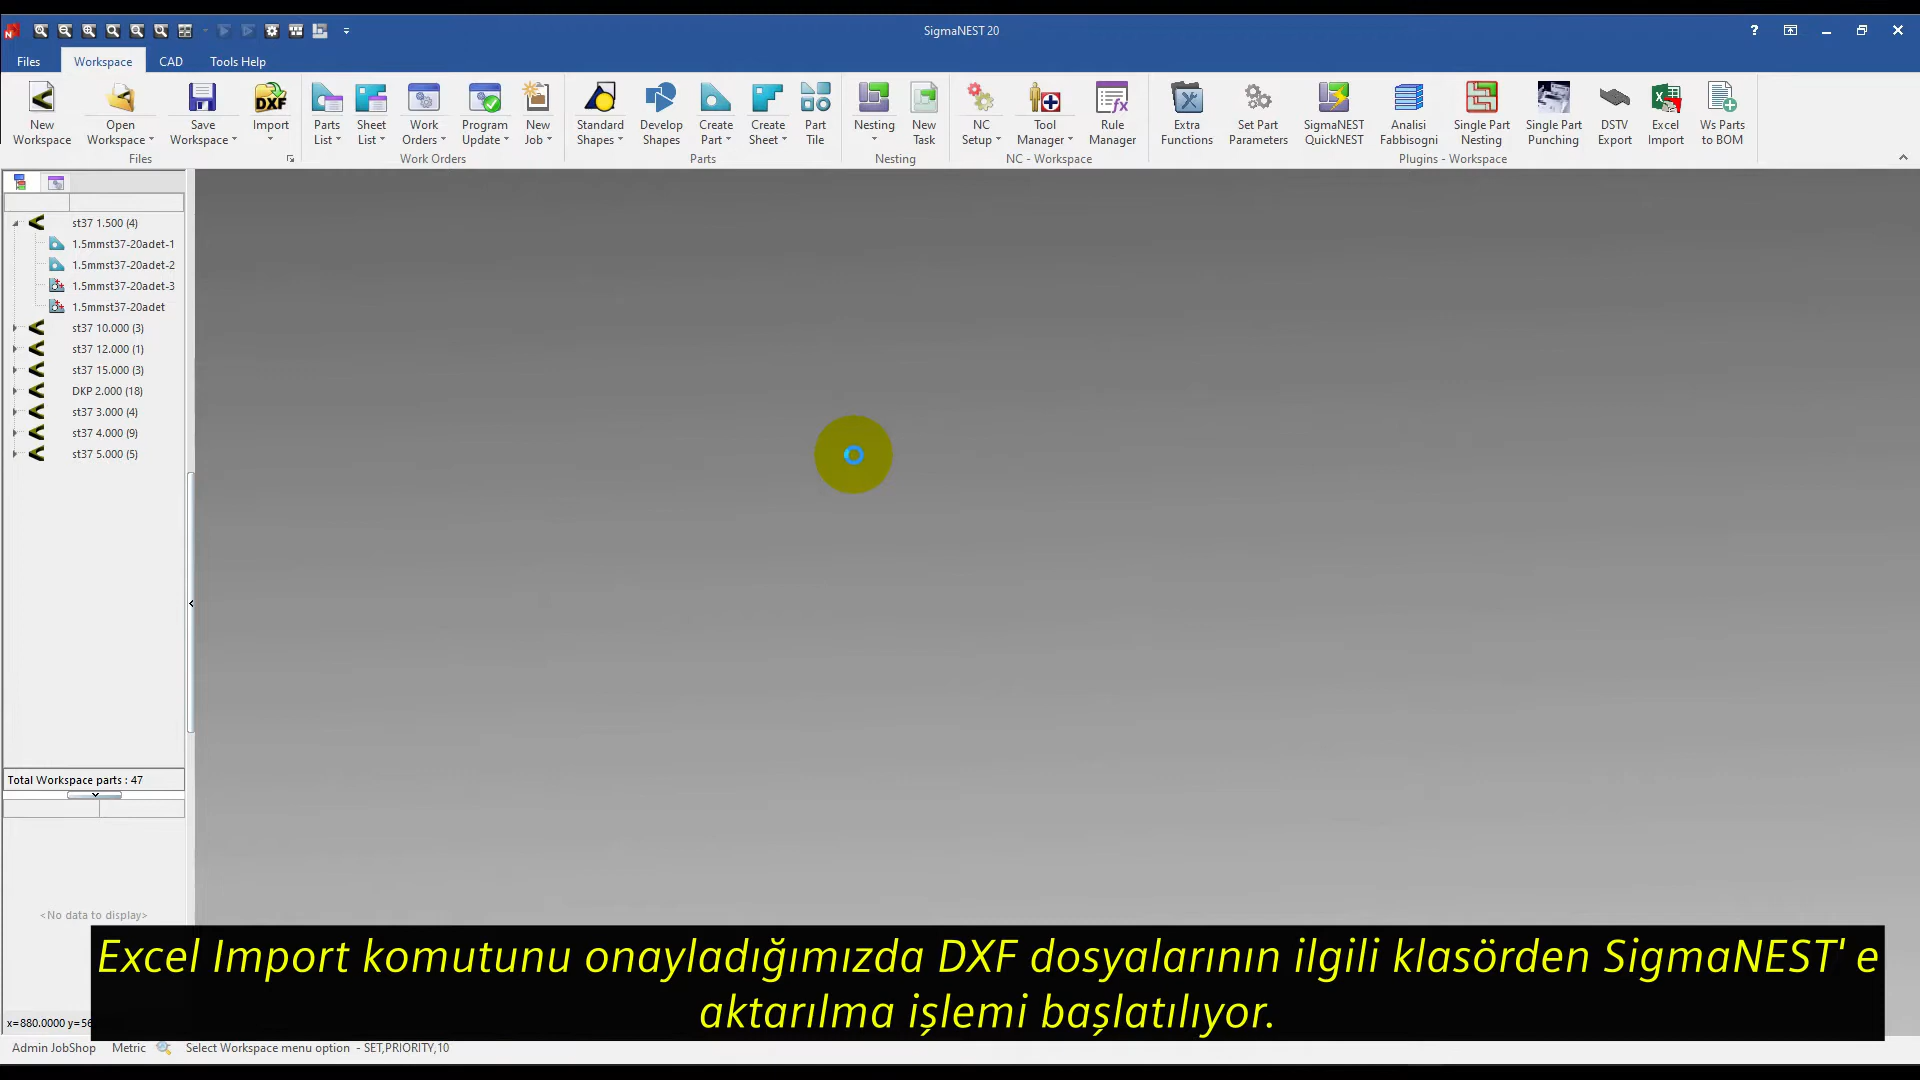 SigmaNEST 20
?
Files Workspace CAD Tools Help
New Workspace
Open Workspace
Save Workspace
DXF
Import
Parts List
Sheet List
Work Orders
Program Update
New Job
Standard Shapes
Develop Shapes
Create Part
Create Sheet
Part Tile
Nesting
New Task
NC Setup
Tool Manager
fx
Rule Manager
Extra Functions
Set Part Parameters
SigmaNEST QuickNEST
Analisi Fabbisogni
Single Part Nesting
Single Part Punching
DSTV Export
Excel Import
Ws Parts to BOM
Files Work Orders Parts Nesting NC - Workspace Plugins - Workspace
st37 1.500 (4)
1.5mmst37-20adet-1
1.5mmst37-20adet-2
1.5mmst37-20adet-3
1.5mmst37-20adet
st37 10.000 (3)
st37 12.000 (1)
st37 15.000 (3)
DKP 2.000 (18)
st37 3.000 (4)
st37 4.000 (9)
st37 5.000 (5)
Total Workspace parts : 47
<No data to display>
Excel Import komutunu onayladığımızda DXF dosyalarının ilgili klasörden SigmaNEST' e
aktarılma işlemi başlatılıyor.
x=880.0000 y=56
Admin JobShop Metric Select Workspace menu option - SET,PRIORITY,10